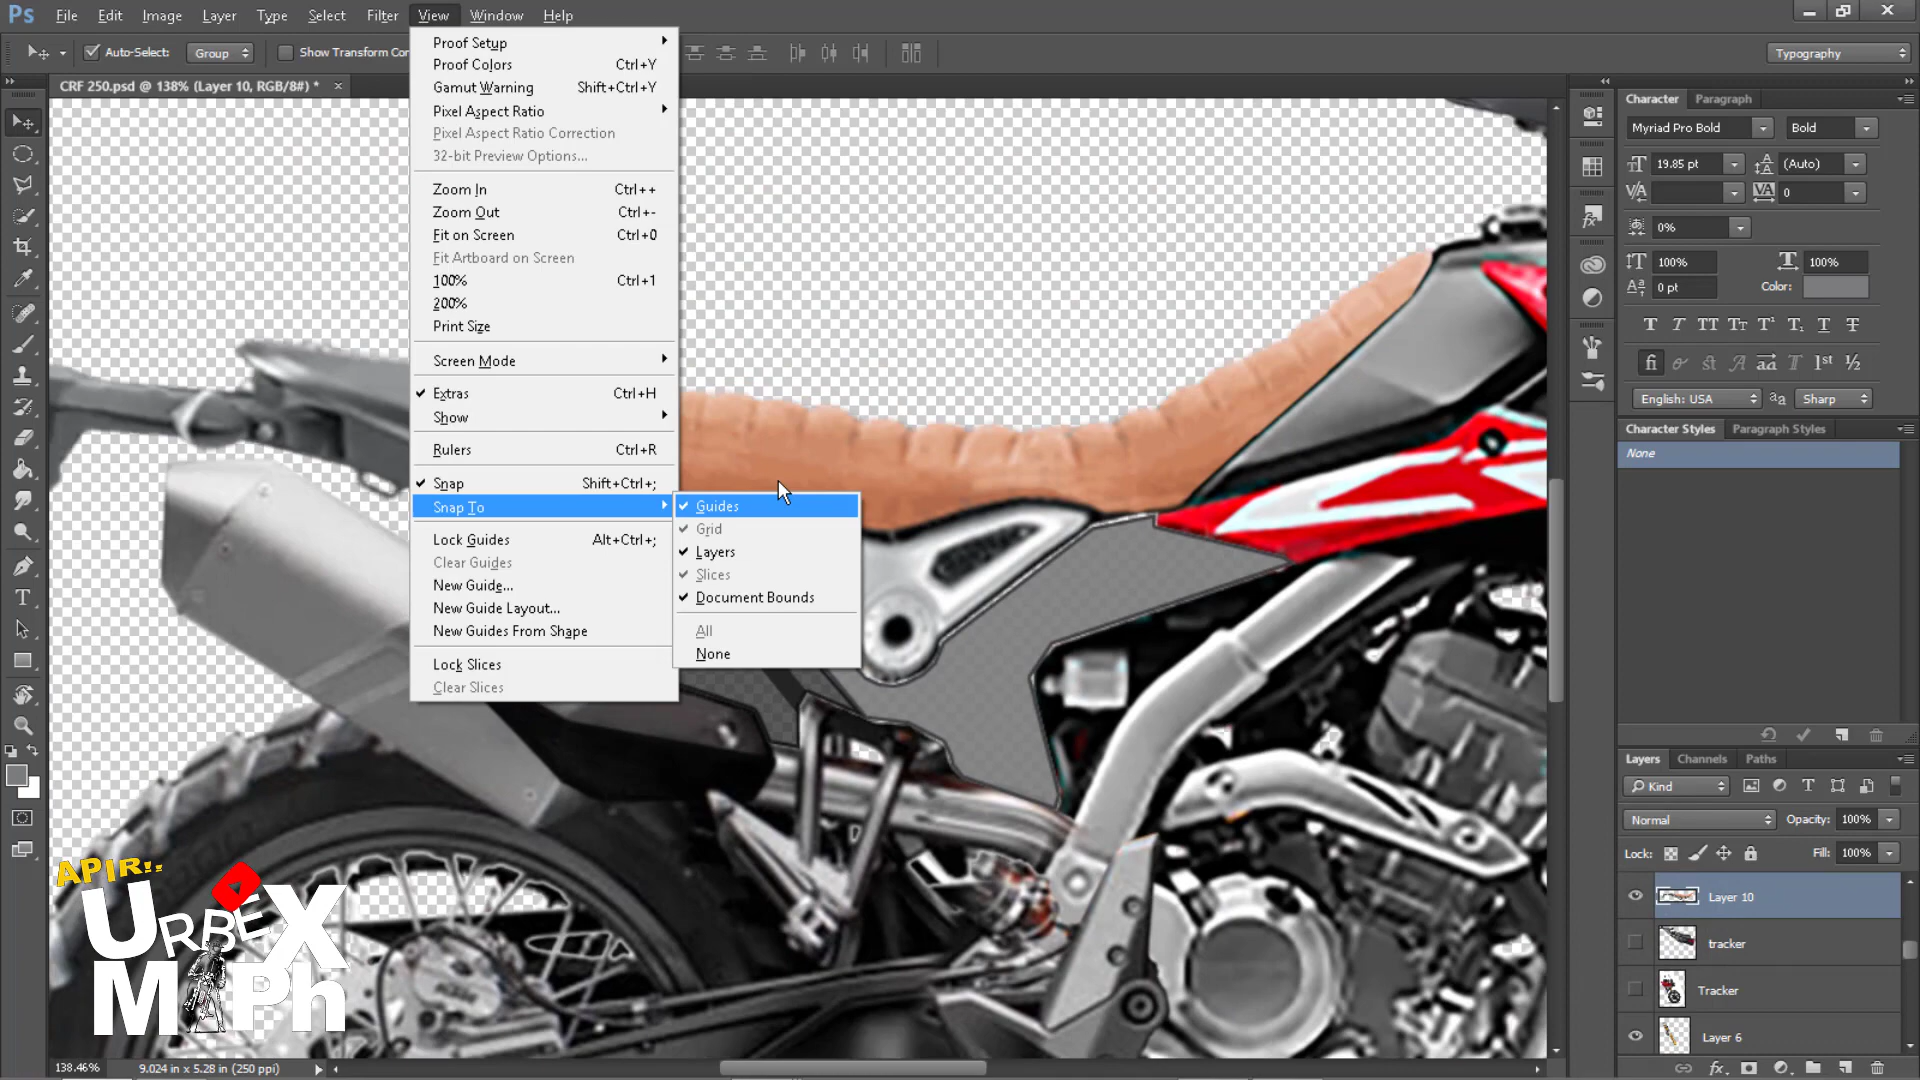 Ps File Edit Image Layer Type Select Filter View Window Help
Auto-Select: Group Show Transform Con Typography
CRF 250.psd @ 138% (Layer 10, RGB/8#) * ×
Proof Setup
Proof Colors Ctrl+Y
Gamut Warning Shift+Ctrl+Y
Pixel Aspect Ratio
Pixel Aspect Ratio Correction
32-bit Preview Options...
Zoom In Ctrl++
Zoom Out Ctrl+-
Fit on Screen Ctrl+0
Fit Artboard on Screen
100% Ctrl+1
200%
Print Size
Screen Mode
Extras Ctrl+H
Show
Rulers Ctrl+R
Snap Shift+Ctrl+;
Snap To
Lock Guides Alt+Ctrl+;
Clear Guides
New Guide...
New Guide Layout...
New Guides From Shape
Lock Slices
Clear Slices
Guides
Grid
Layers
Slices
Document Bounds
All
None
Character Paragraph
Myriad Pro Bold Bold
19.85 pt (Auto)
0
0%
100% 100%
0 pt Color:
English: USA Sharp
Character Styles Paragraph Styles
None
Layers Channels Paths
Kind
Normal Opacity: 100%
Lock: Fill: 100%
Layer 10
tracker
Tracker
Layer 6
APIR!!
URBEX
M Ph
138.46% 9.024 in x 5.28 in (250 ppi)